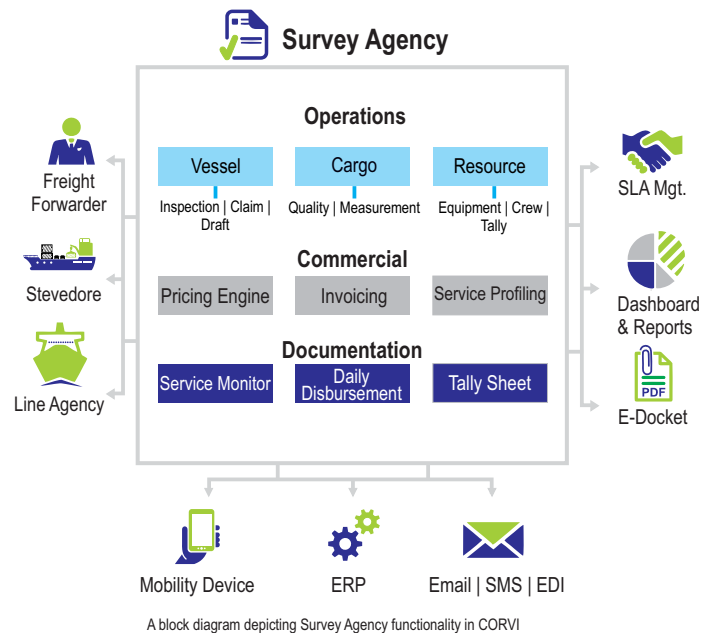 Survey Agency
Operations
Vessel
Cargo
Resource
Inspection | Claim |
Draft
Quality | Measurement
Equipment | Crew |
Tally
Commercial
Pricing Engine
Invoicing
Service Profiling
Documentation
Service Monitor
Daily
Disbursement
Tally Sheet
Freight
Forwarder
Stevedore
Line Agency
SLA Mgt.
Dashboard
& Reports
PDF
E-Docket
Mobility Device
ERP
Email | SMS | EDI
A block diagram depicting Survey Agency functionality in CORVI